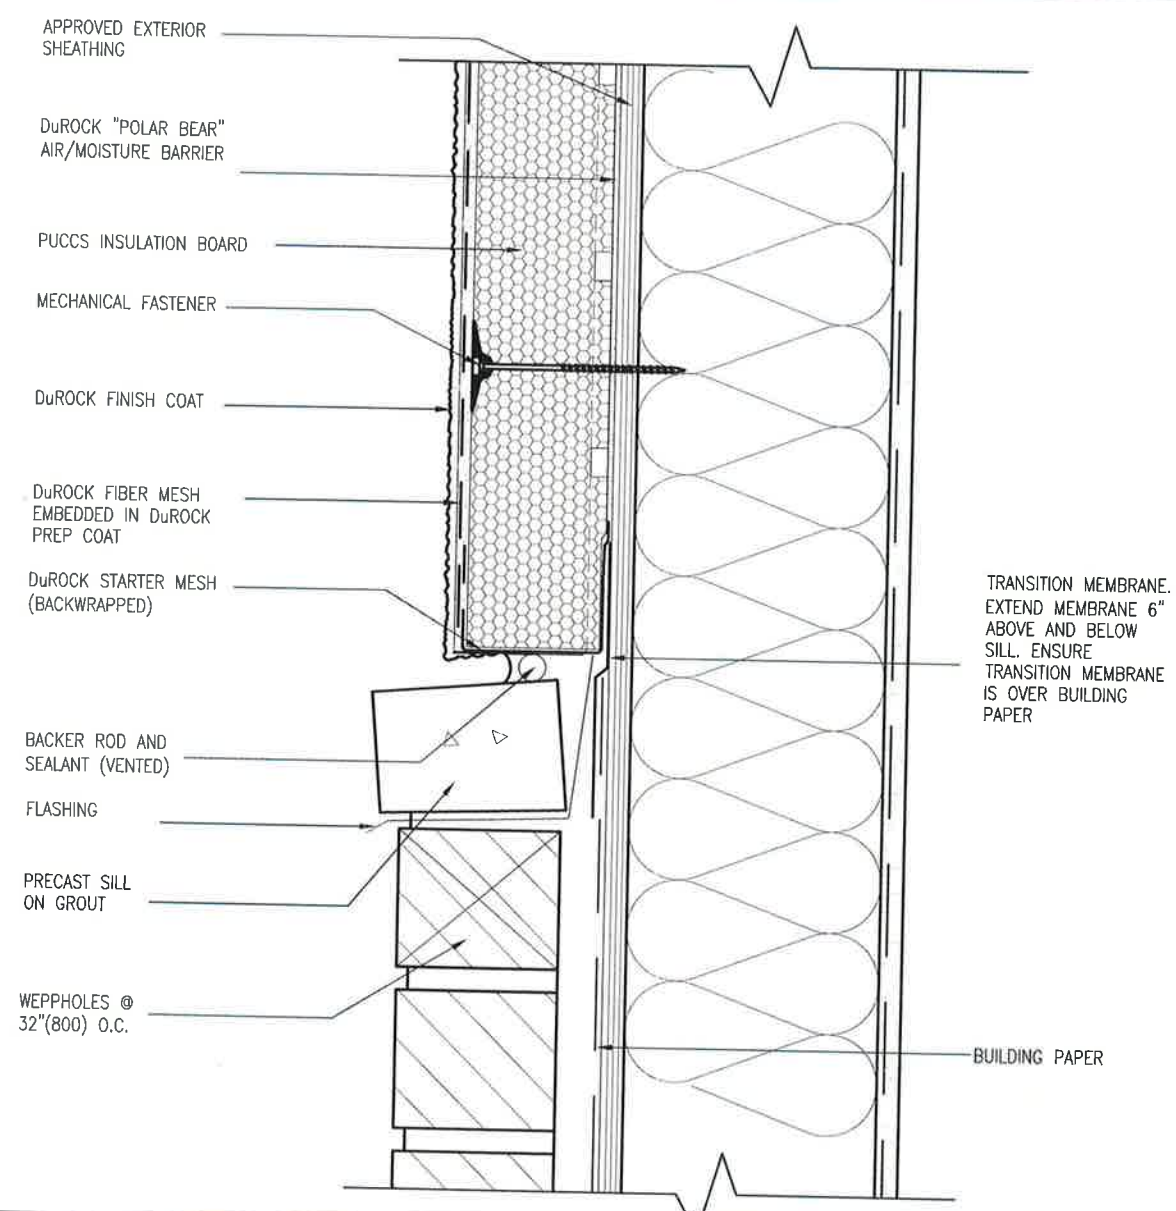 APPROVED EXTERIOR
SHEATHING
DuROCK "POLAR BEAR"
AIR/MOISTURE BARRIER
PUCCS INSULATION BOARD
MECHANICAL FASTENER
DuROCK FINISH COAT
DuROCK FIBER MESH
EMBEDDED IN DuROCK
PREP COAT
DuROCK STARTER MESH
(BACKWRAPPED)
BACKER ROD AND
SEALANT (VENTED)
FLASHING
PRECAST SILL
ON GROUT
WEPPHOLES @
32"(800) O.C.
TRANSITION MEMBRANE.
EXTEND MEMBRANE 6"
ABOVE AND BELOW
SILL. ENSURE
TRANSITION MEMBRANE
IS OVER BUILDING
PAPER
BUILDING PAPER